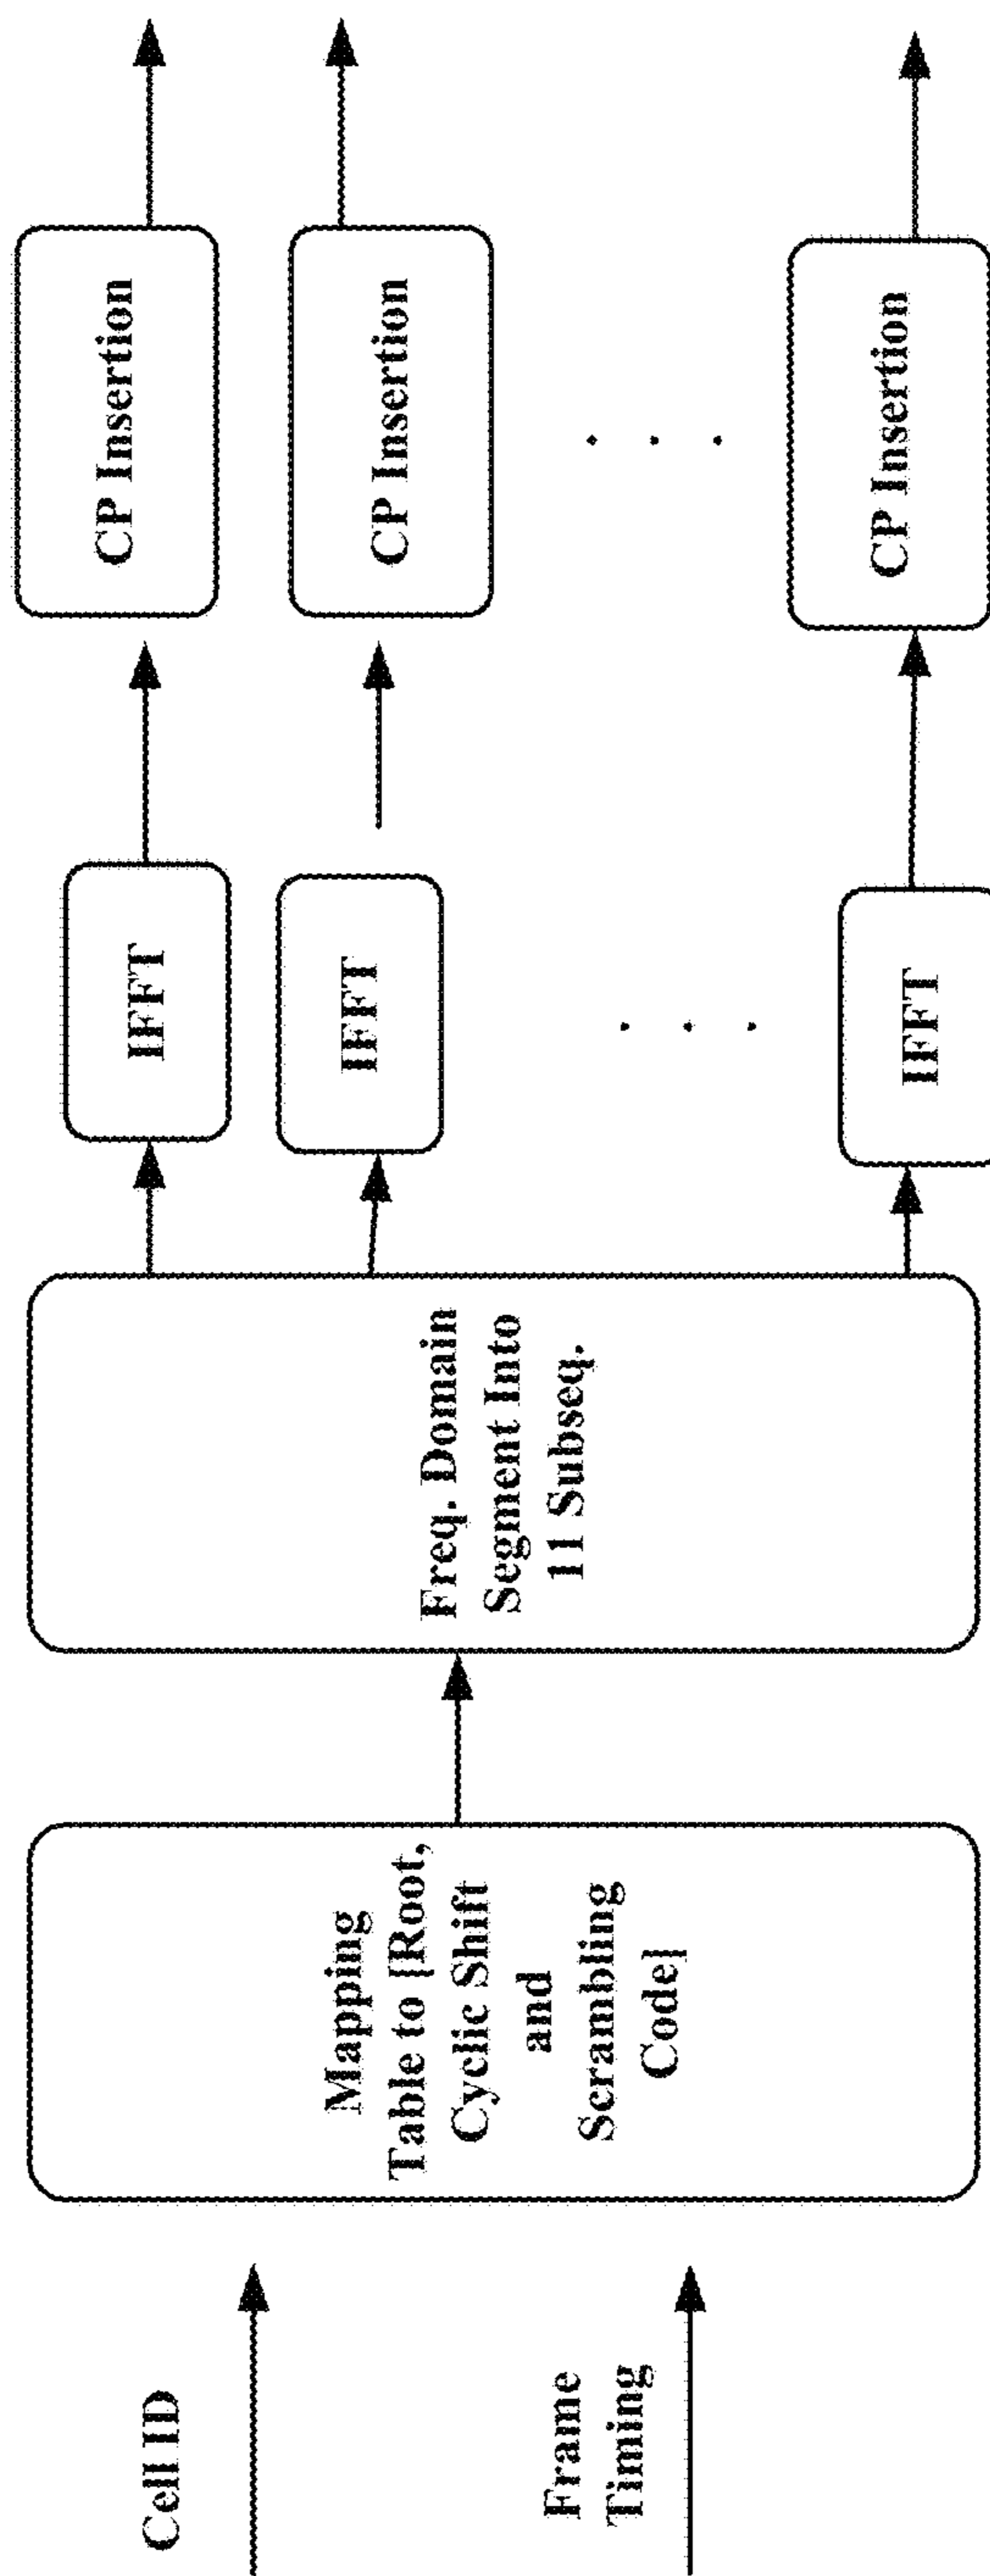 Cell ID
Frame
Timing
Mapping
Table to [Root,
Cyclic Shift
and
Scrambling
Code]
Freq. Domain
Segment Into
11 Subseq.
IFFT
IFFT
IFFT
CP Insertion
CP Insertion
CP Insertion